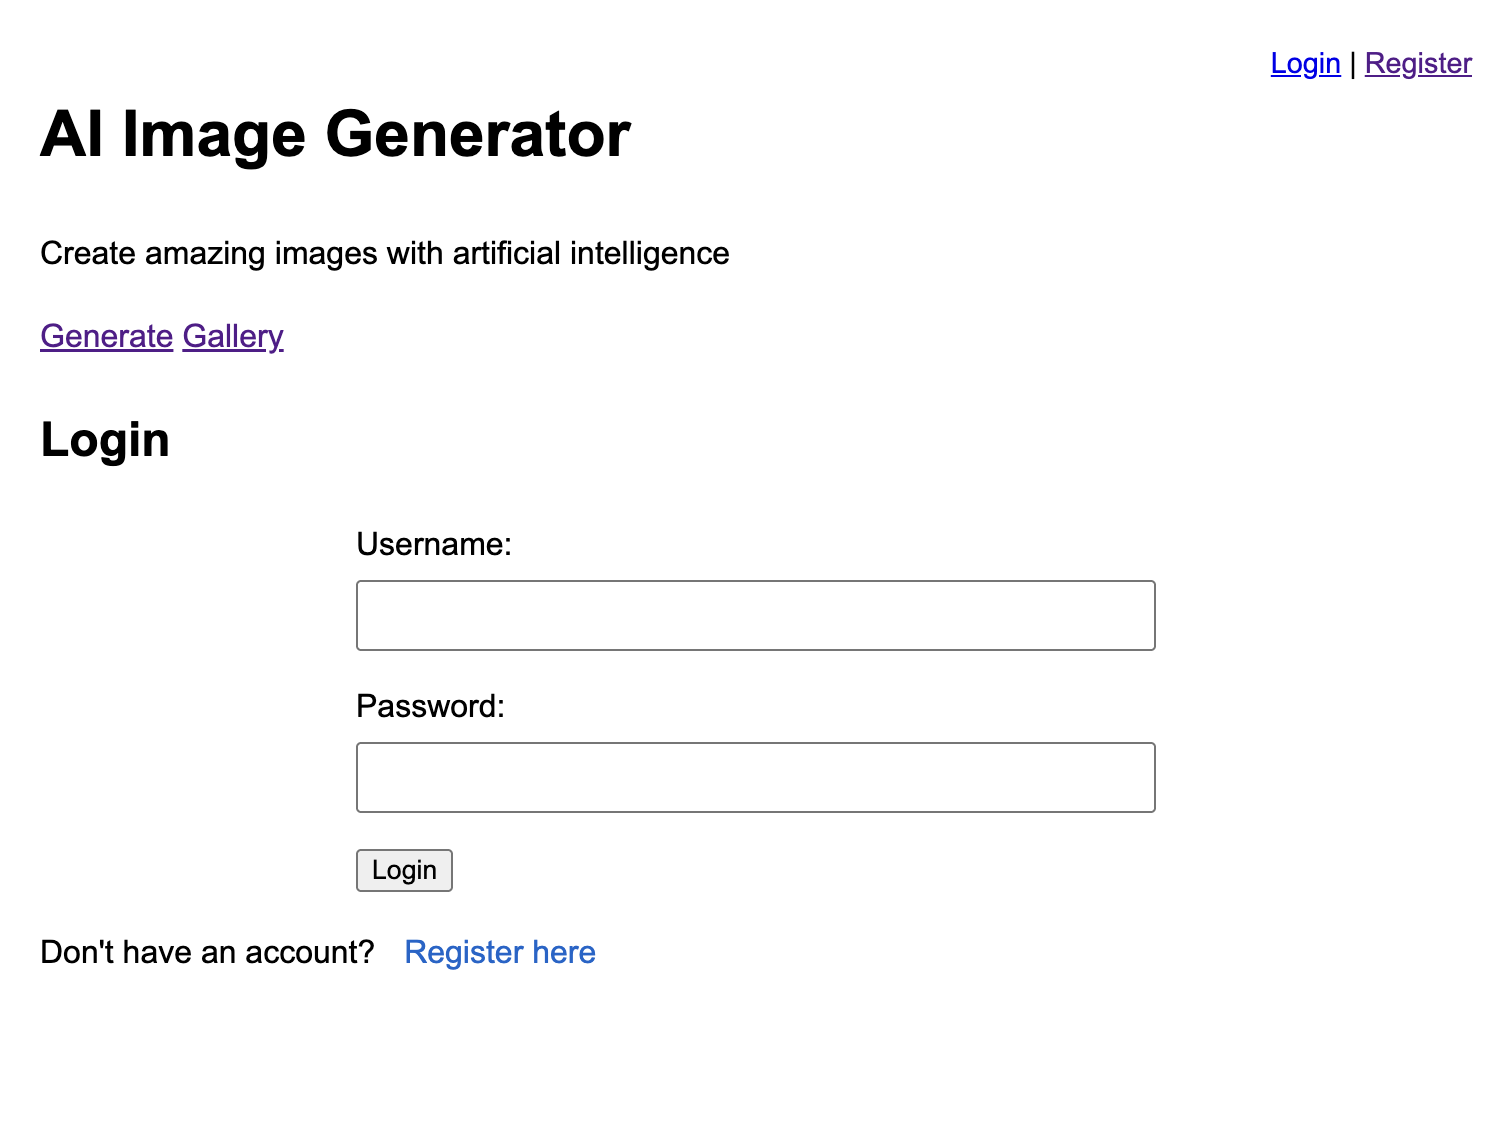 Login | Register
AI Image Generator
Create amazing images with artificial intelligence
Generate Gallery
Login
Username:
Password:
Login
Don't have an account? Register here